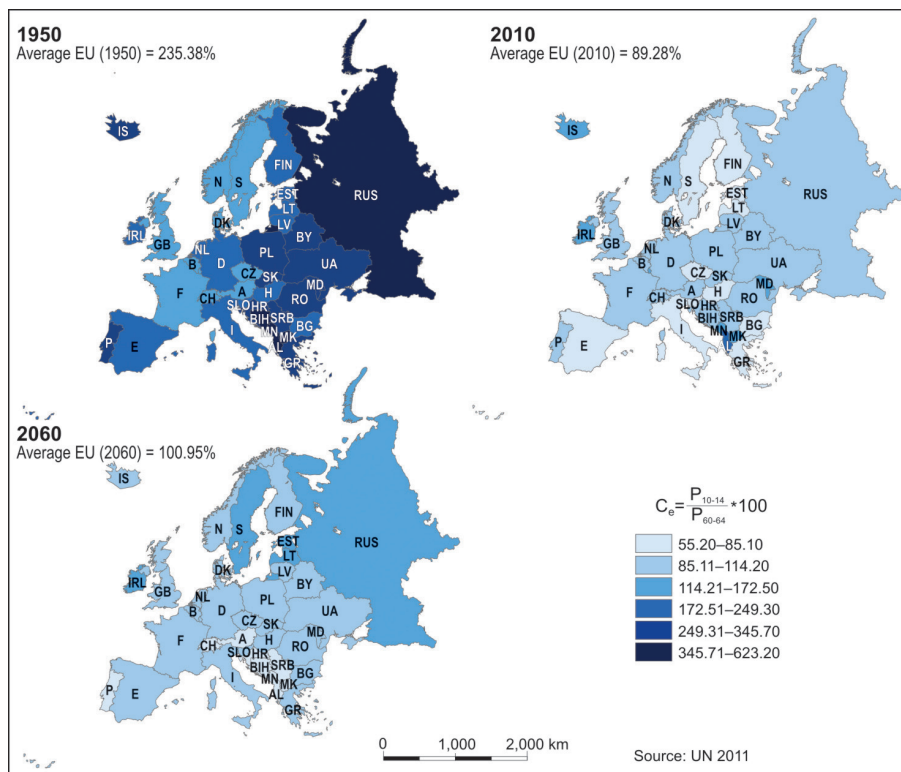 1950
Average EU (1950) = 235.38%
IS
FIN
N
S
RUS
EST
LT
LV
DK
IRL
GB
NL
BY
PL
B
D
UA
CZ
SK
MD
F
CH
A
H
RO
SLO
HR
BIH
SRB
BG
MN
MK
I
P
E
AL
GR
2010
Average EU (2010) = 89.28%
IS
FIN
N
S
RUS
EST
LT
LV
DK
IRL
GB
NL
BY
PL
B
D
UA
CZ
SK
MD
F
CH
A
H
RO
SLO
HR
BIH
SRB
BG
MN
MK
I
P
E
GR
2060
Average EU (2060) = 100.95%
IS
FIN
N
S
RUS
EST
LT
LV
DK
IRL
GB
NL
BY
PL
B
D
UA
CZ
SK
MD
F
CH
A
H
RO
SLO
HR
BIH
SRB
BG
MN
MK
I
P
E
AL
GR
Cₑ = P₁₀₋₁₄ / P₆₀₋₆₄ *100
55.20–85.10
85.11–114.20
114.21–172.50
172.51–249.30
249.31–345.70
345.71–623.20
0 1,000 2,000 km
Source: UN 2011